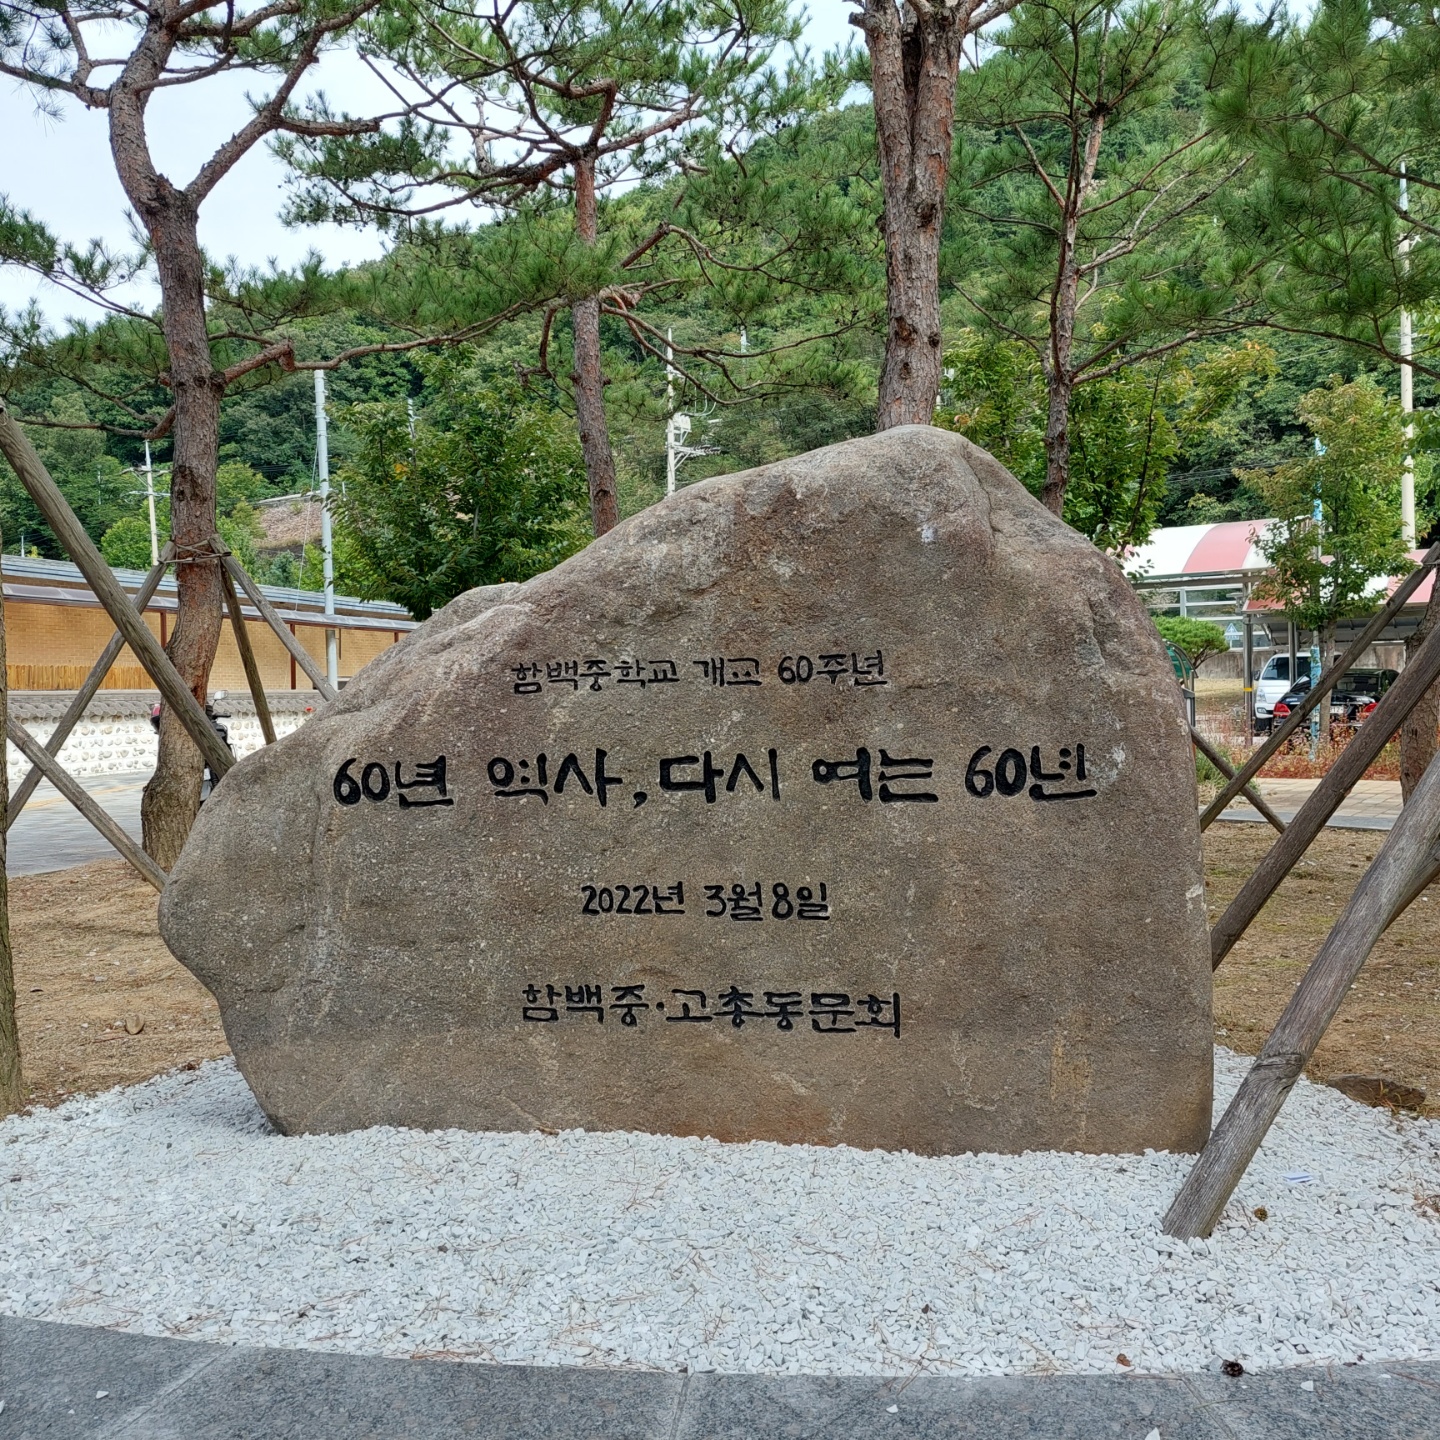 함백중학교 개교 60주년
60년 역사, 다시 여는 60년
2022년 3월 8일
함백중·고총동문회